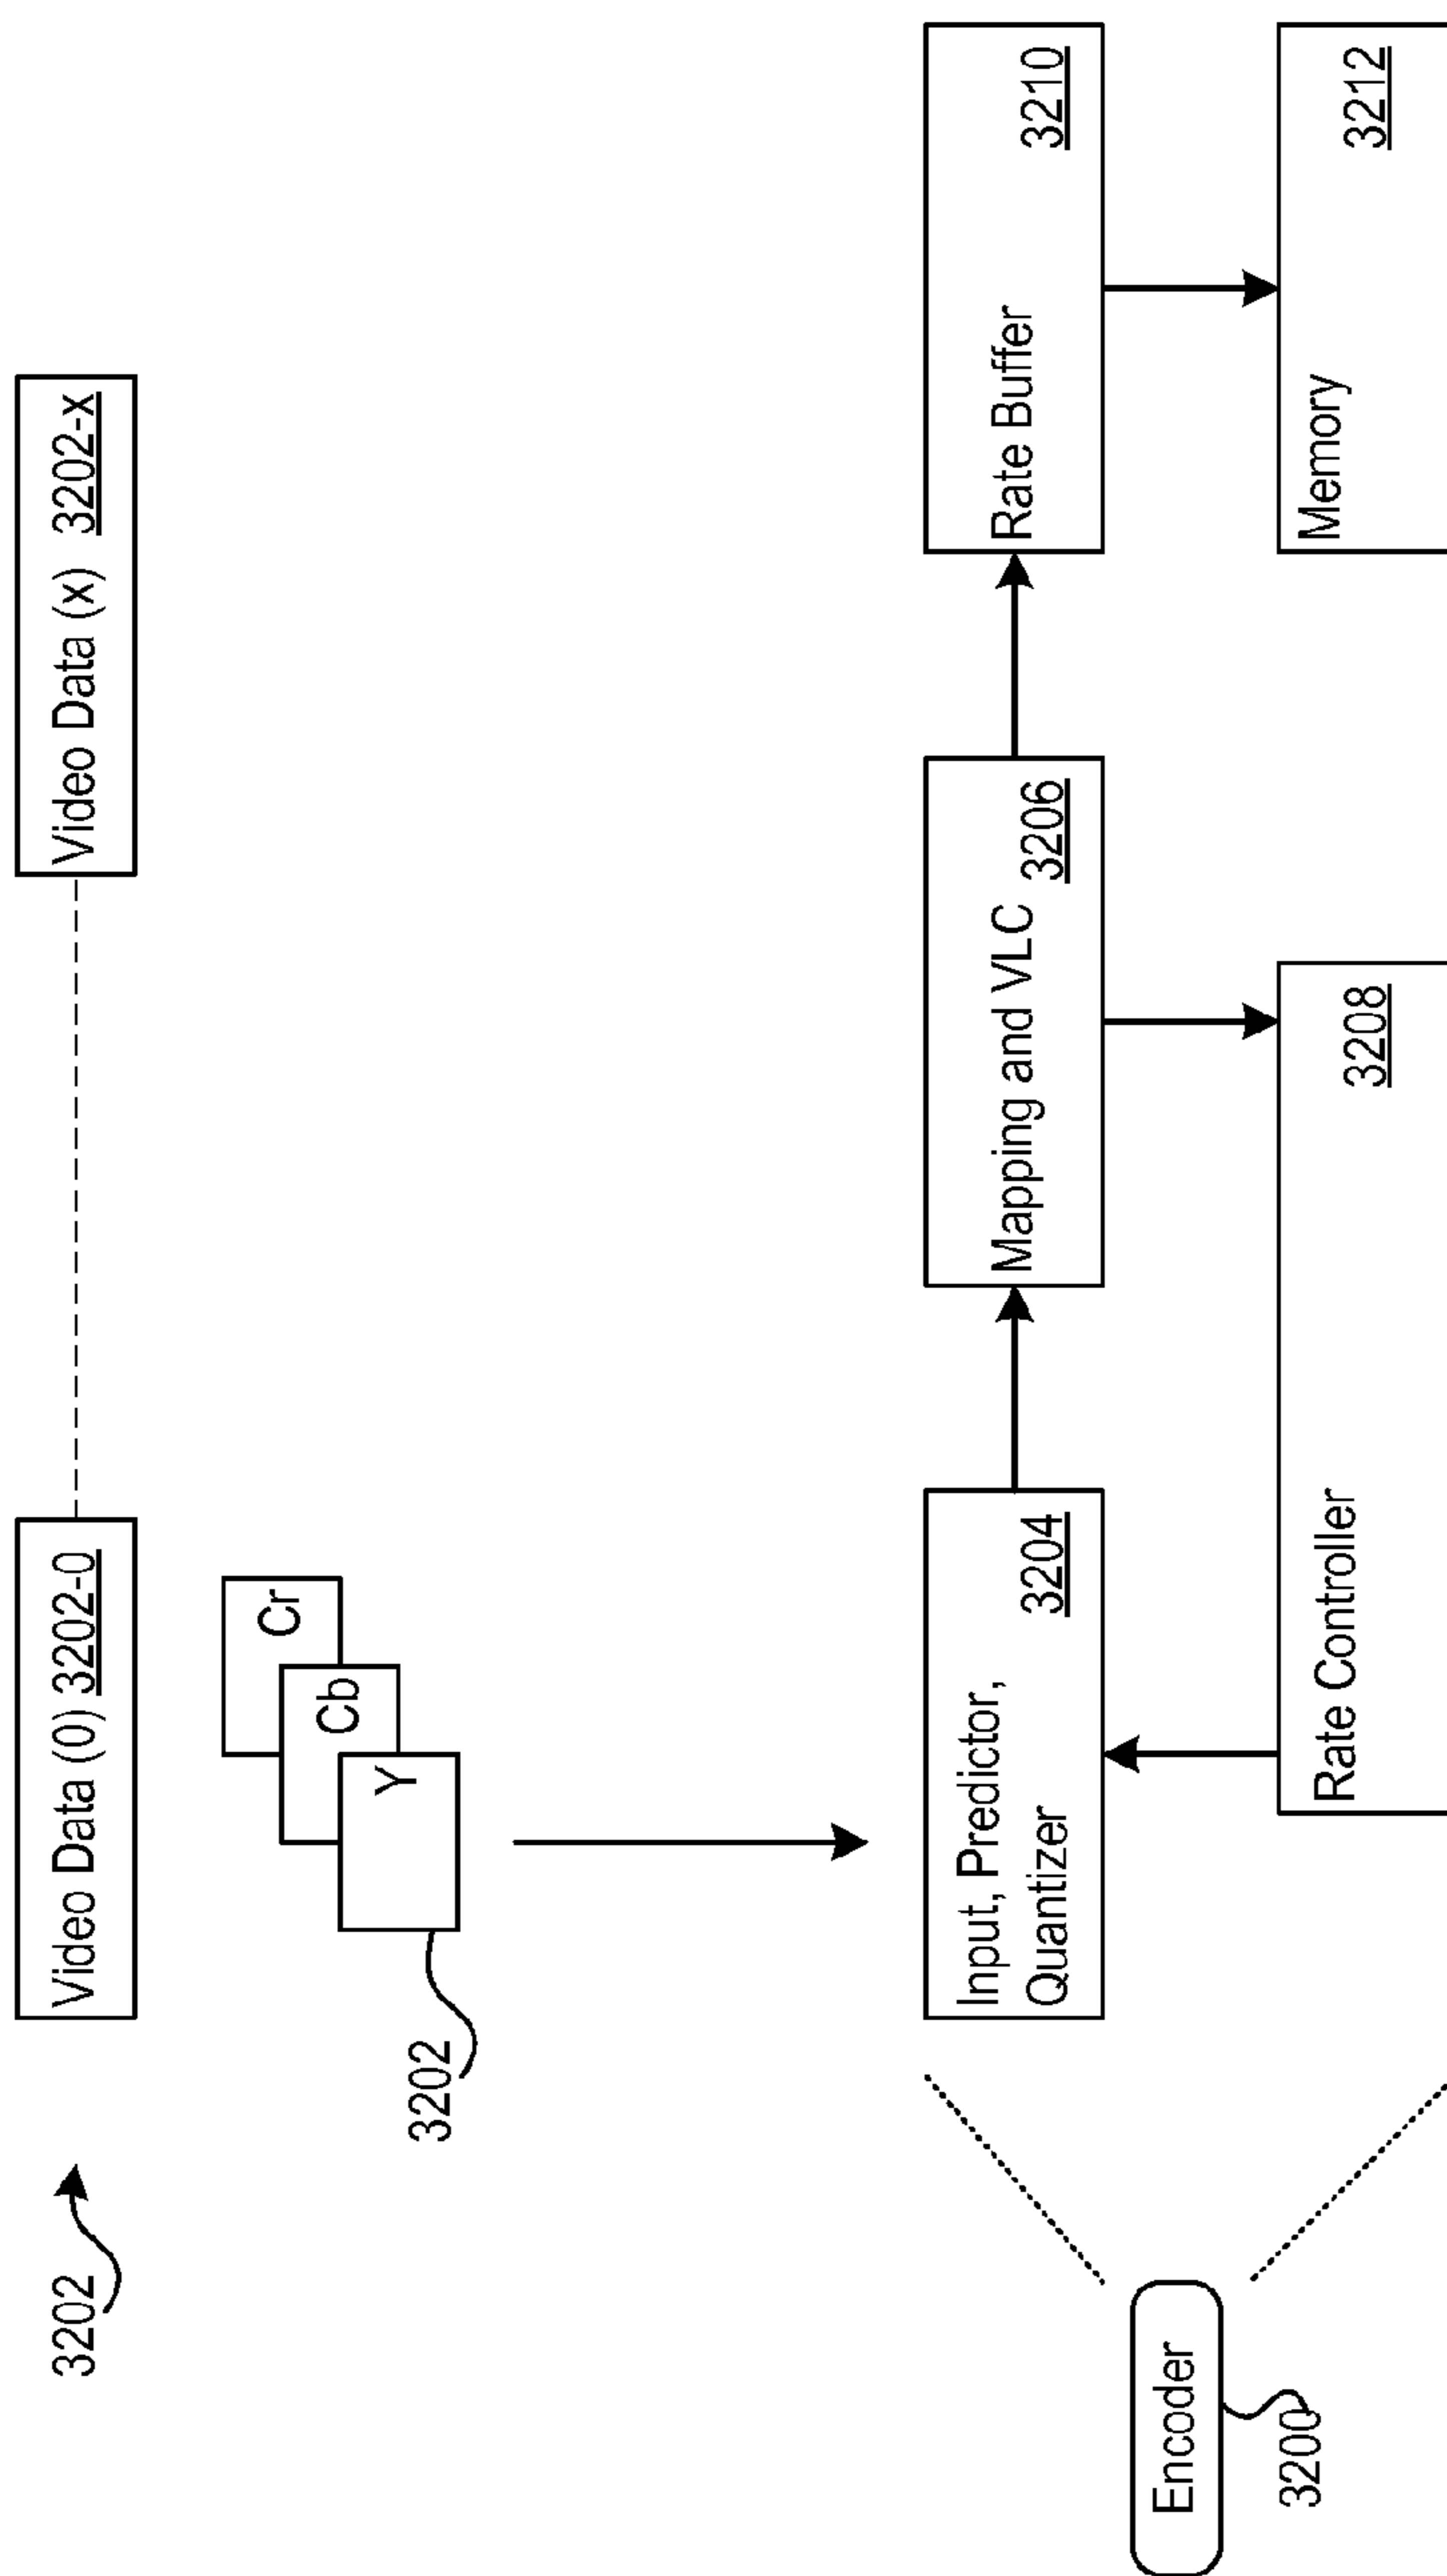 3202
Video Data (0) 3202-0
Video Data (x) 3202-x
Cr
Cb
Y
3202
Input, Predictor,
Quantizer
3204
Mapping and VLC
3206
Rate Buffer
3210
Encoder
3200
Rate Controller
3208
Memory
3212